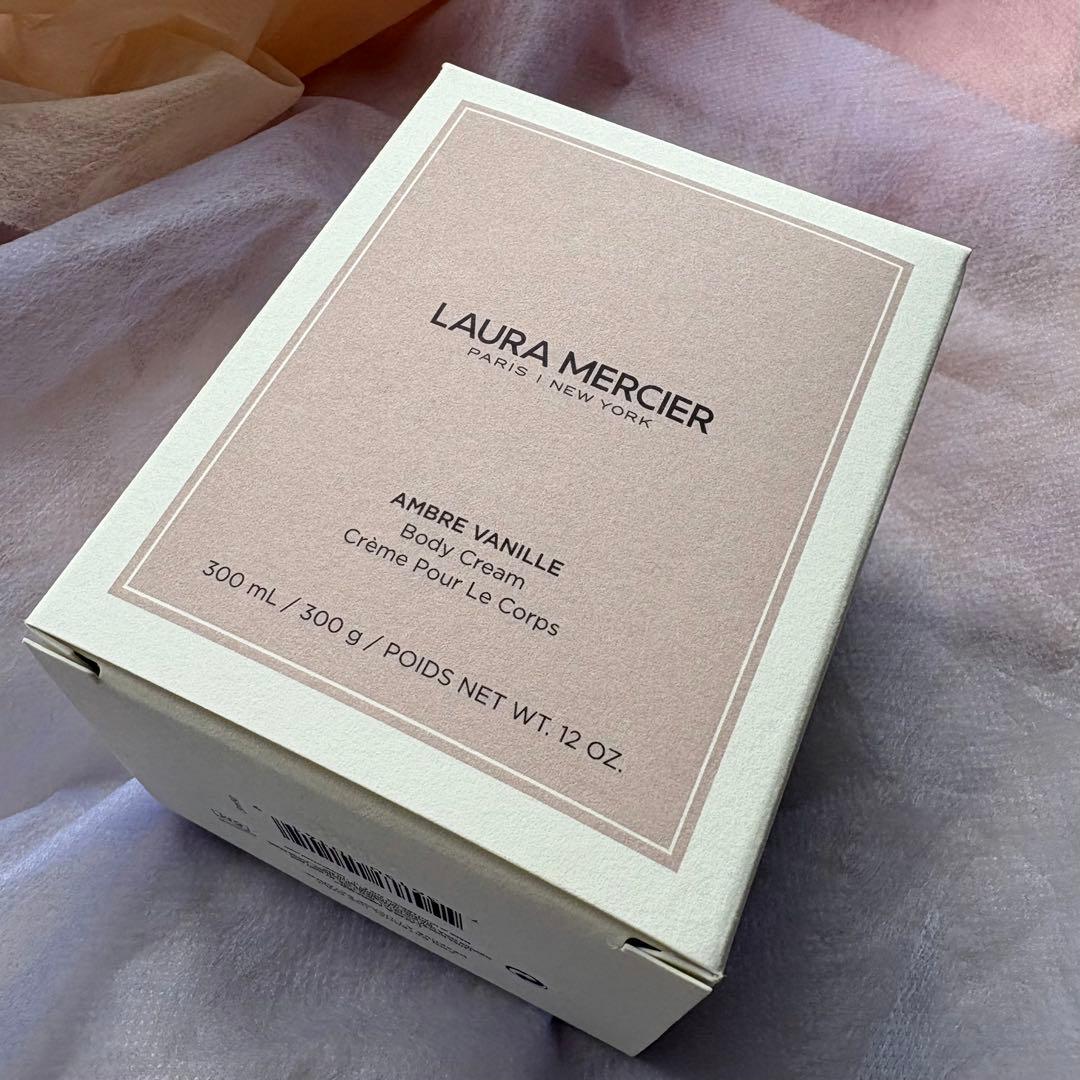 LAURA MERCIER
PARIS | NEW YORK
AMBRE VANILLE
Body Cream
Crème Pour Le Corps
300 mL / 300 g / POIDS NET WT. 12 OZ.